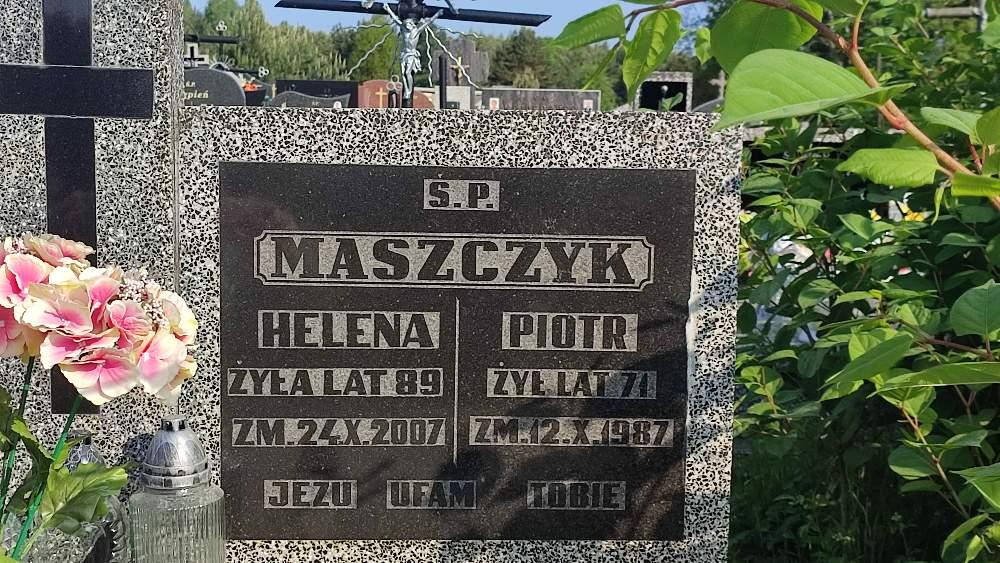 Ś.P.
MASZCZYK
HELENA
ŻYŁA LAT 89
ZM.24.X.2007
PIOTR
ŻYŁ LAT 71
ZM.12.X.1987
JEZU UFAM TOBIE